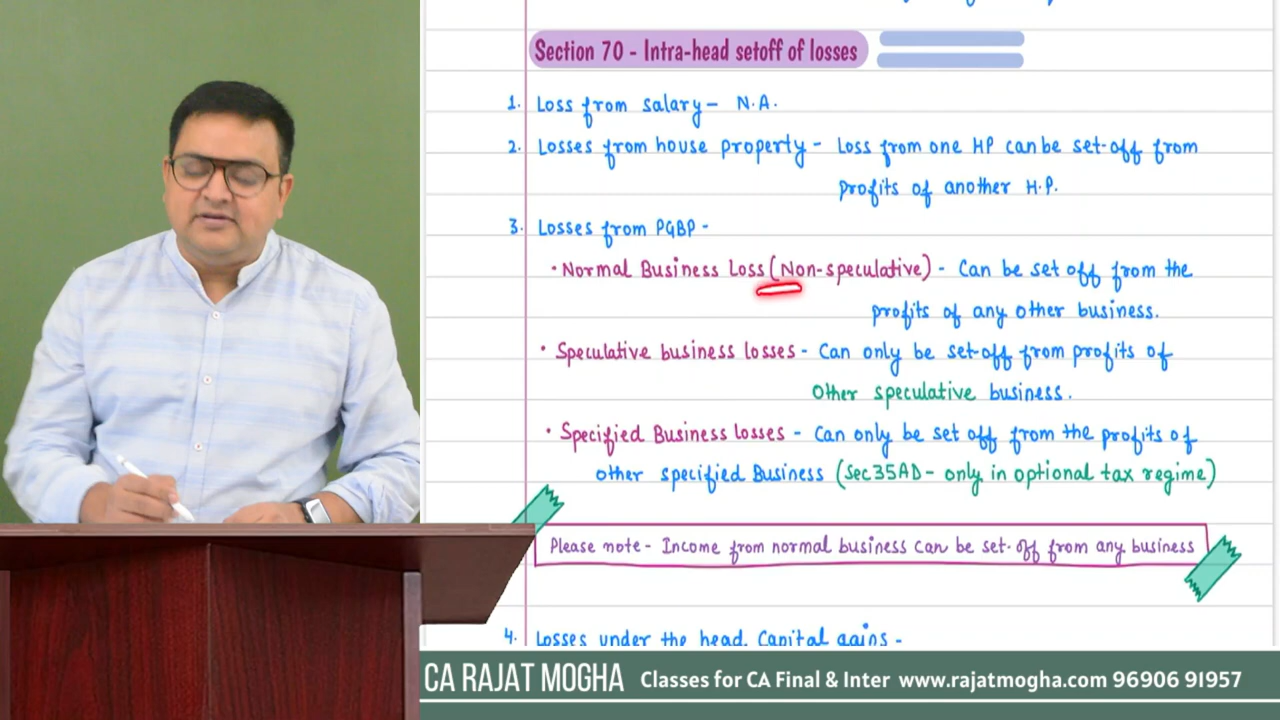 Section 70 - Intra-head setoff of losses
1. Loss from salary - N.A.
2. Losses from house property - Loss from one HP can be set-off from
profits of another H.P.
3. Losses from PGBP -
• Normal Business Loss (Non-speculative) - Can be set off from the
profits of any other business.
• Speculative business losses - Can only be set-off from profits of
Other speculative business.
• Specified Business losses - Can only be set off from the profits of
other specified Business (Sec 35AD - only in optional tax regime)
Please note - Income from normal business can be set-off from any business
4. Losses under the head, Capital gains -
CA RAJAT MOGHA Classes for CA Final & Inter www.rajatmogha.com 96906 91957